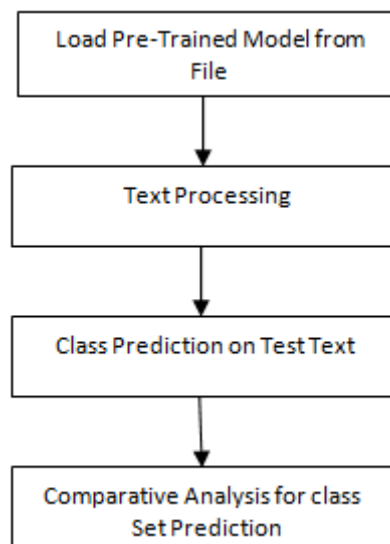 Load Pre-Trained Model from
File
Text Processing
Class Prediction on Test Text
Comparative Analysis for class
Set Prediction